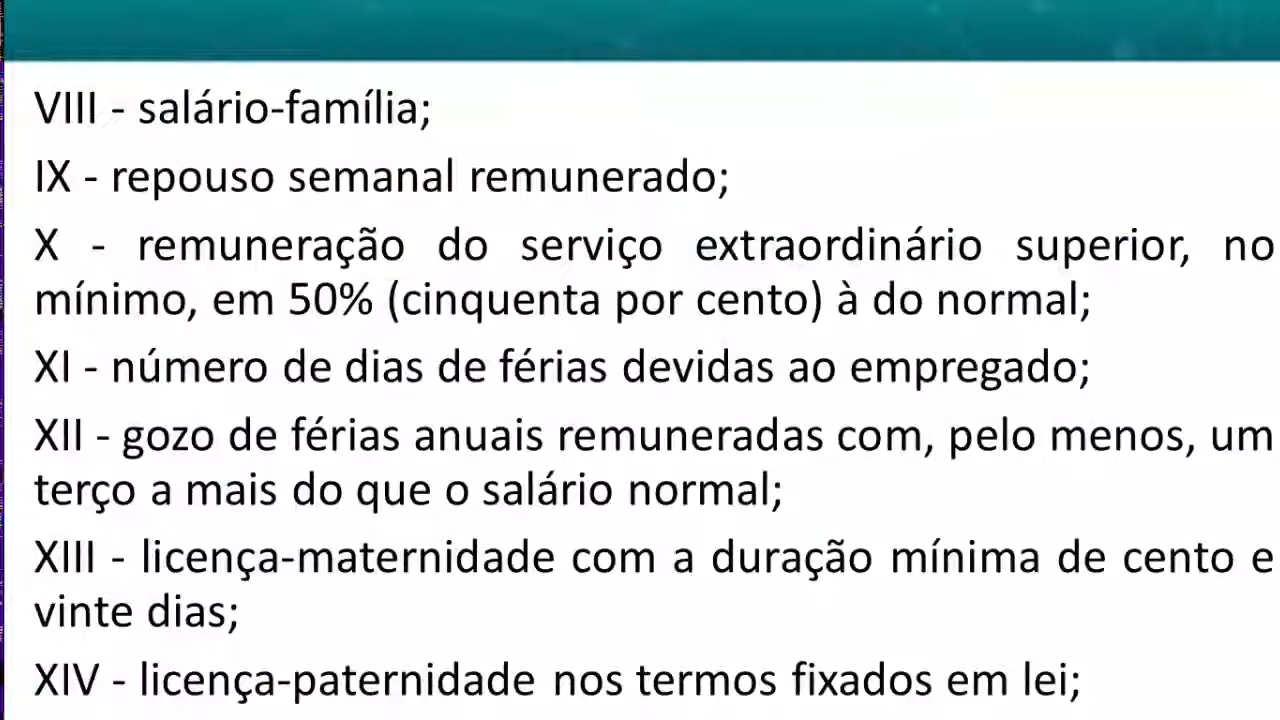 VIII - salário-família;
IX - repouso semanal remunerado;
X - remuneração do serviço extraordinário superior, no
mínimo, em 50% (cinquenta por cento) à do normal;
XI - número de dias de férias devidas ao empregado;
XII - gozo de férias anuais remuneradas com, pelo menos, um
terço a mais do que o salário normal;
XIII - licença-maternidade com a duração mínima de cento e
vinte dias;
XIV - licença-paternidade nos termos fixados em lei;